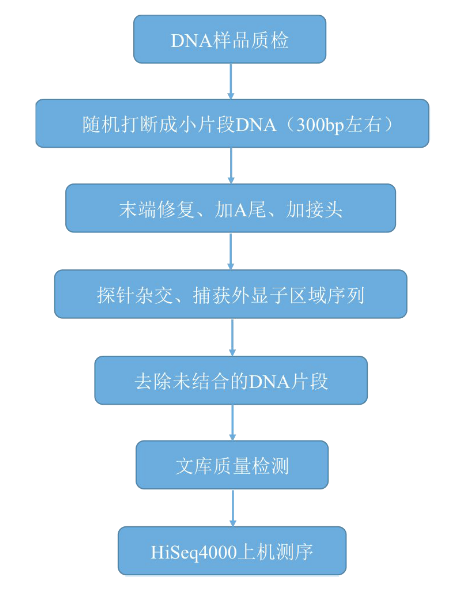 DNA样品质检
随机打断成小片段DNA（300bp左右）
末端修复、加A尾、加接头
探针杂交、捕获外显子区域序列
去除未结合的DNA片段
文库质量检测
HiSeq4000上机测序